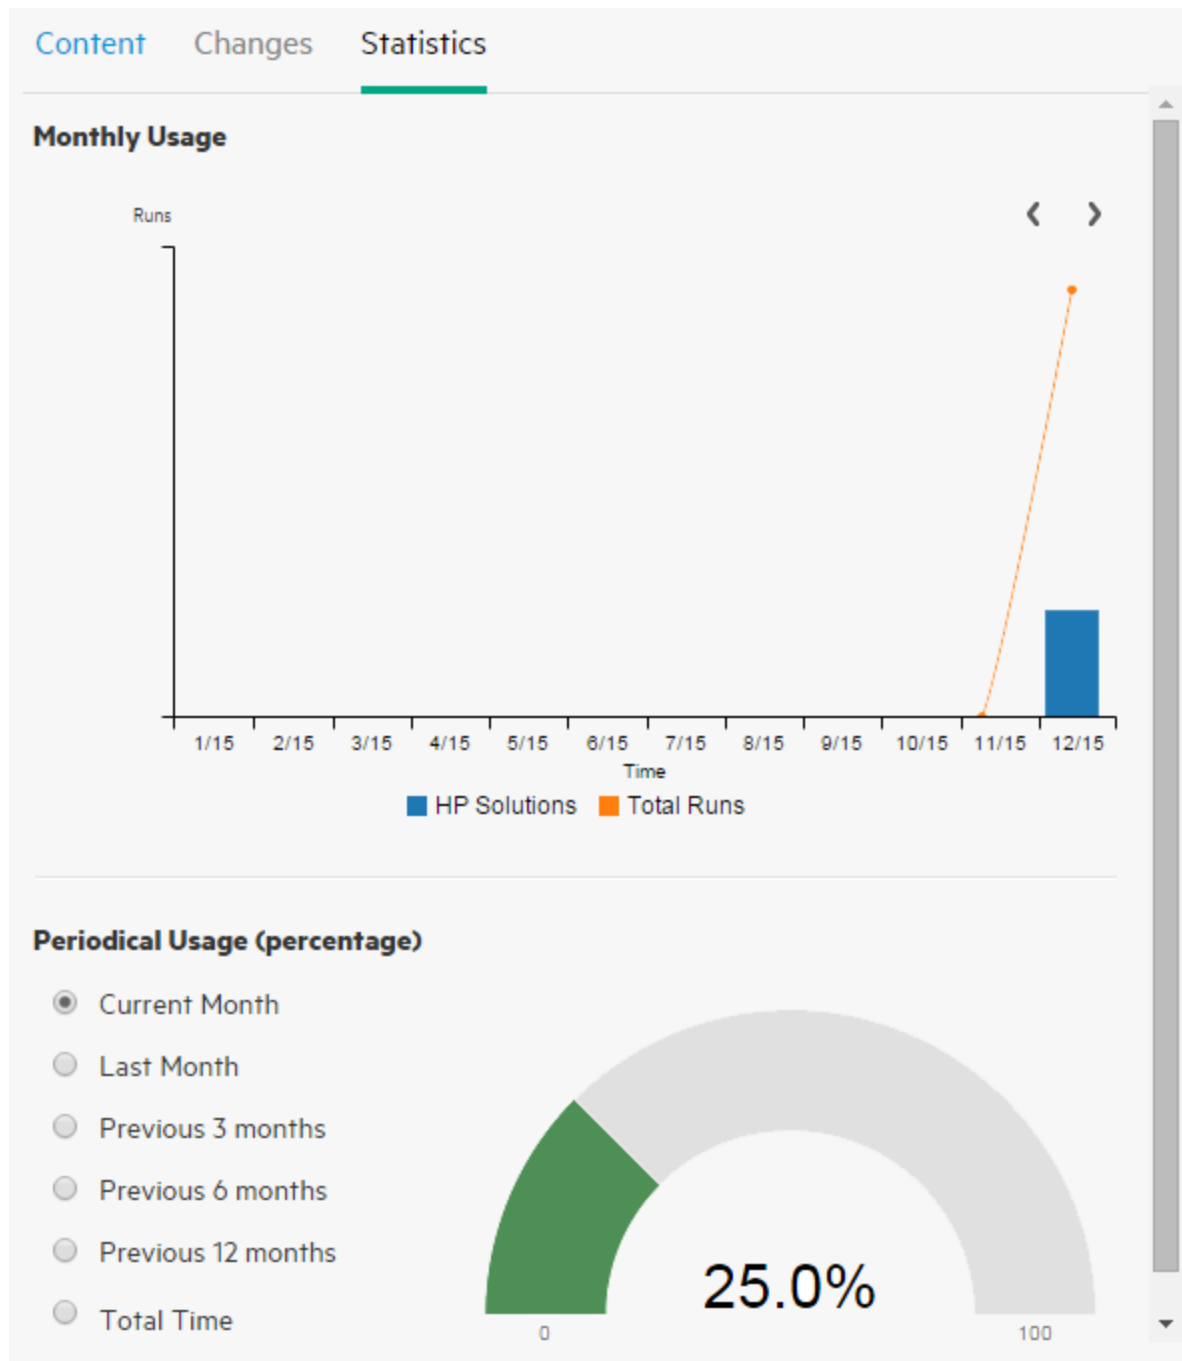 Content Changes Statistics
Monthly Usage
Runs
1/15 2/15 3/15 4/15 5/15 6/15 7/15 8/15 9/15 10/15 11/15 12/15
Time
HP Solutions Total Runs
Periodical Usage (percentage)
Current Month
Last Month
Previous 3 months
Previous 6 months
Previous 12 months
Total Time
25.0%
0 100